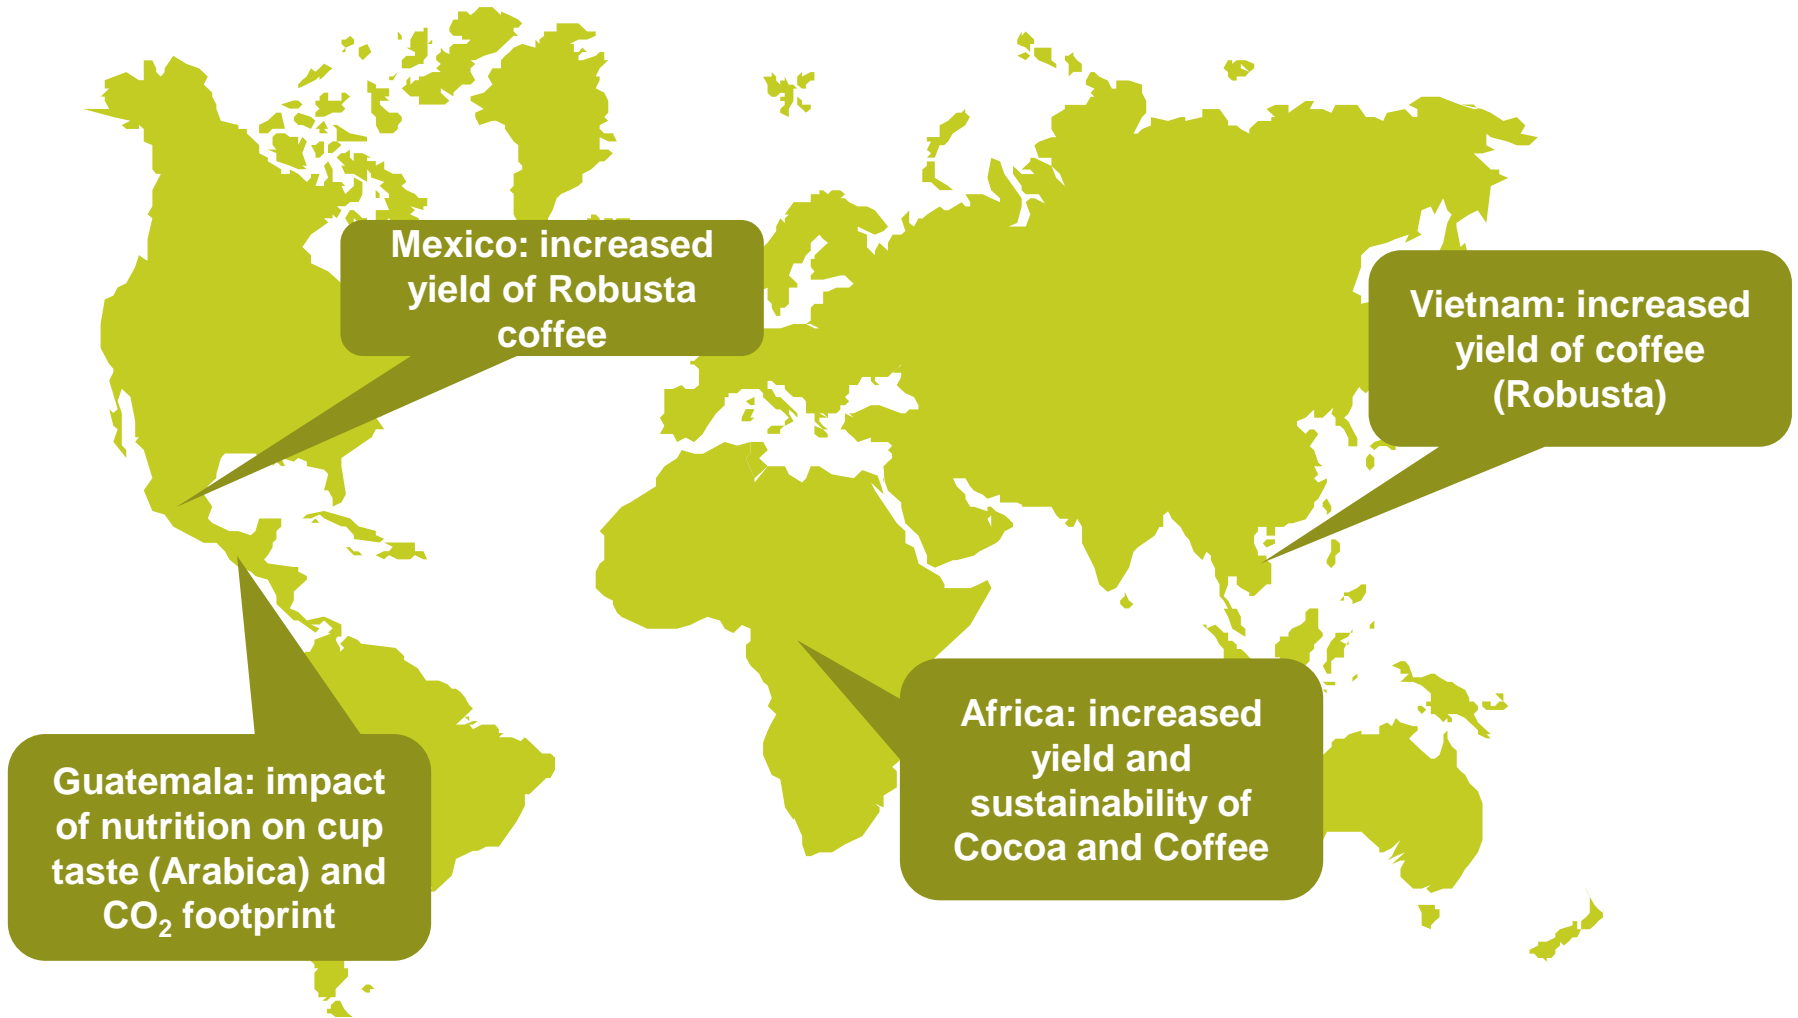 Mexico: increased
yield of Robusta
coffee
Vietnam: increased
yield of coffee
(Robusta)
Africa: increased
yield and
sustainability of
Cocoa and Coffee
Guatemala: impact
of nutrition on cup
taste (Arabica) and
CO₂ footprint